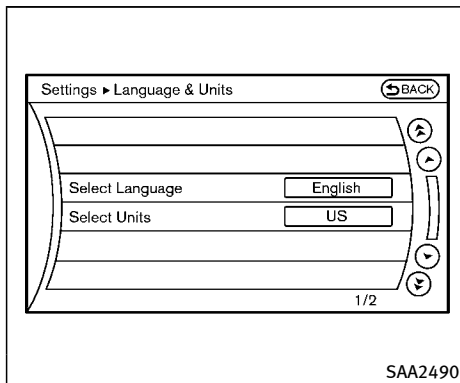 Settings ▸ Language & Units
BACK
Select Language English
Select Units US
1/2
SAA2490